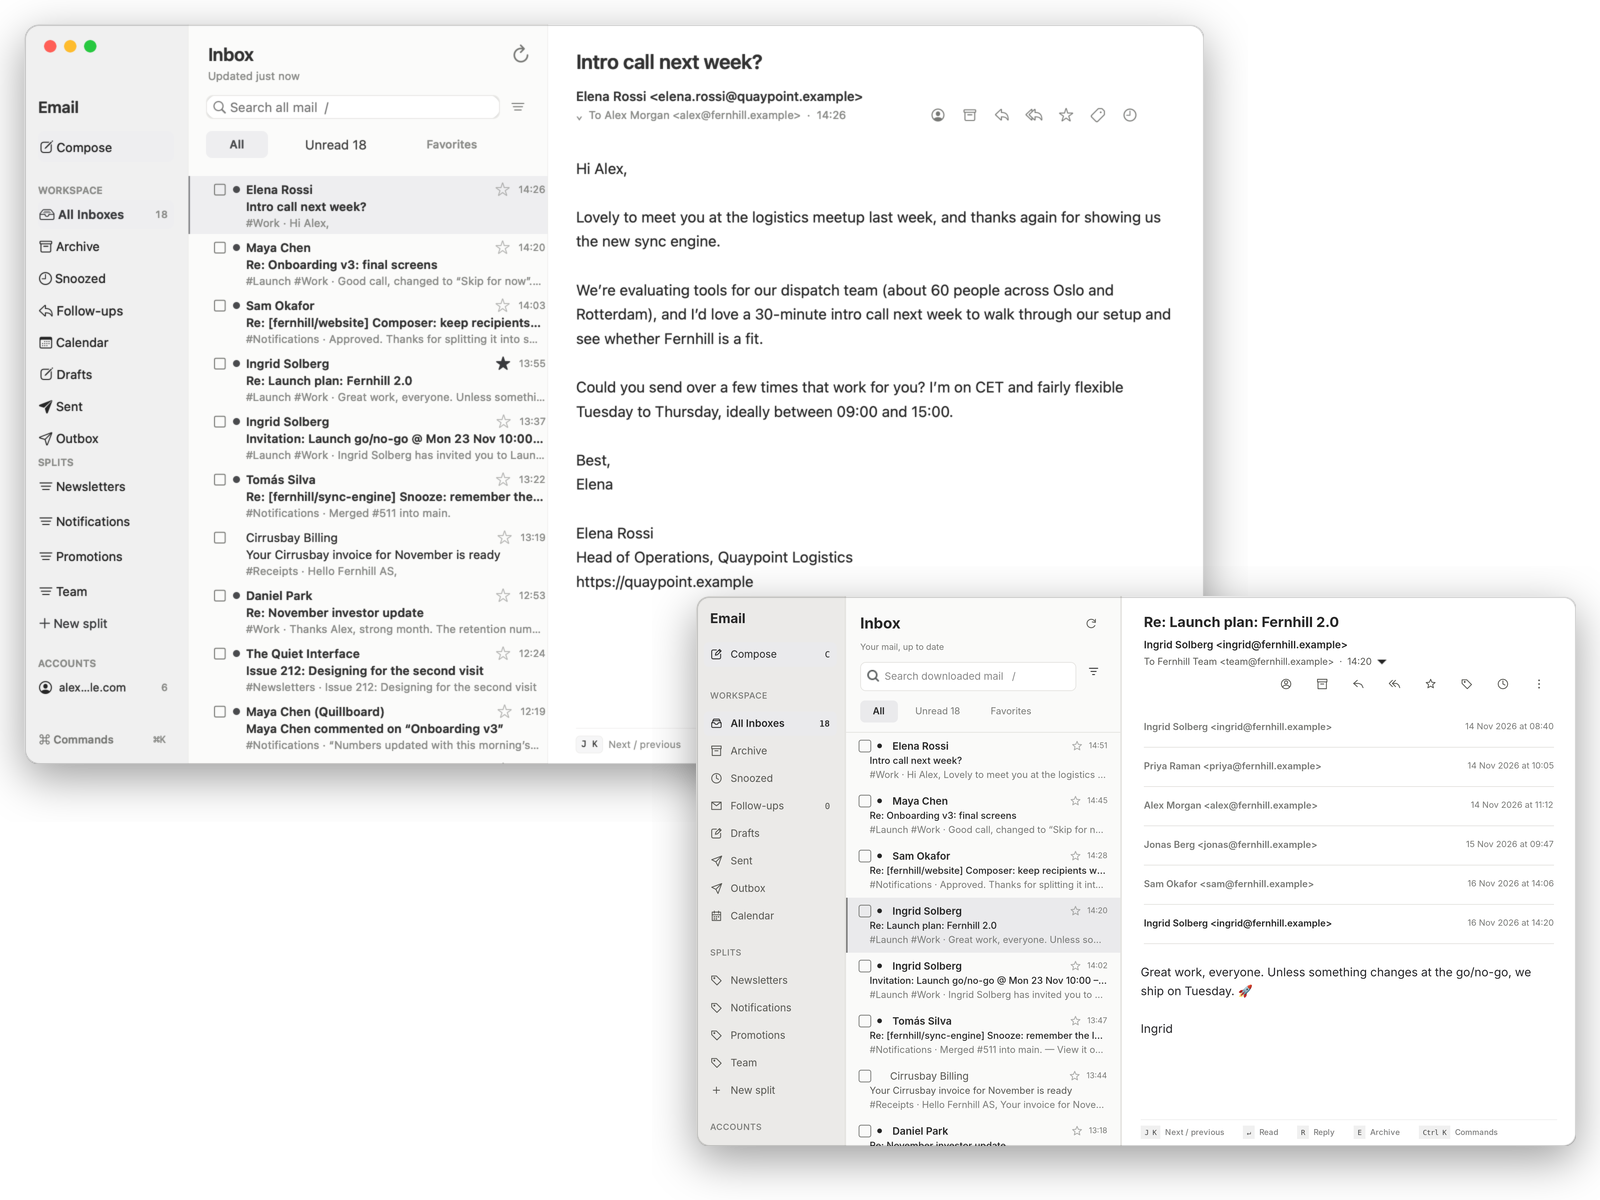 Email
Compose
WORKSPACE
All Inboxes 18
Archive
Snoozed
Follow-ups
Calendar
Drafts
Sent
Outbox
SPLITS
Newsletters
Notifications
Promotions
Team
+ New split
ACCOUNTS
alex...le.com 6
⌘ Commands ⌘K
Inbox
Updated just now
Search all mail /
All Unread 18 Favorites
Elena Rossi 14:26
Intro call next week?
#Work · Hi Alex,
Maya Chen 14:20
Re: Onboarding v3: final screens
#Launch #Work · Good call, changed to “Skip for now”....
Sam Okafor 14:03
Re: [fernhill/website] Composer: keep recipients...
#Notifications · Approved. Thanks for splitting it into s...
Ingrid Solberg 13:55
Re: Launch plan: Fernhill 2.0
#Launch #Work · Great work, everyone. Unless somethi...
Ingrid Solberg 13:37
Invitation: Launch go/no-go @ Mon 23 Nov 10:00...
#Launch #Work · Ingrid Solberg has invited you to Laun...
Tomás Silva 13:22
Re: [fernhill/sync-engine] Snooze: remember the...
#Notifications · Merged #511 into main.
Cirrusbay Billing 13:19
Your Cirrusbay invoice for November is ready
#Receipts · Hello Fernhill AS,
Daniel Park 12:53
Re: November investor update
#Work · Thanks Alex, strong month. The retention num...
The Quiet Interface 12:24
Issue 212: Designing for the second visit
#Newsletters · Issue 212: Designing for the second visit
Maya Chen (Quillboard) 12:19
Maya Chen commented on “Onboarding v3”
#Notifications · “Numbers updated with this morning’s...
Intro call next week?
Elena Rossi <elena.rossi@quaypoint.example>
To Alex Morgan <alex@fernhill.example> · 14:26
Hi Alex,
Lovely to meet you at the logistics meetup last week, and thanks again for showing us
the new sync engine.
We’re evaluating tools for our dispatch team (about 60 people across Oslo and
Rotterdam), and I’d love a 30-minute intro call next week to walk through our setup and
see whether Fernhill is a fit.
Could you send over a few times that work for you? I’m on CET and fairly flexible
Tuesday to Thursday, ideally between 09:00 and 15:00.
Best,
Elena
Elena Rossi
Head of Operations, Quaypoint Logistics
https://quaypoint.example
J K Next / previous
Email
Compose C
WORKSPACE
All Inboxes 18
Archive
Snoozed
Follow-ups 0
Drafts
Sent
Outbox
Calendar
SPLITS
Newsletters
Notifications
Promotions
Team
+ New split
ACCOUNTS
Inbox
Your mail, up to date
Search downloaded mail /
All Unread 18 Favorites
Elena Rossi 14:51
Intro call next week?
#Work · Hi Alex, Lovely to meet you at the logistics ...
Maya Chen 14:45
Re: Onboarding v3: final screens
#Launch #Work · Good call, changed to “Skip for n...
Sam Okafor 14:28
Re: [fernhill/website] Composer: keep recipients w...
#Notifications · Approved. Thanks for splitting it int...
Ingrid Solberg 14:20
Re: Launch plan: Fernhill 2.0
#Launch #Work · Great work, everyone. Unless so...
Ingrid Solberg 14:02
Invitation: Launch go/no-go @ Mon 23 Nov 10:00 –...
#Launch #Work · Ingrid Solberg has invited you to ...
Tomás Silva 13:47
Re: [fernhill/sync-engine] Snooze: remember the l...
#Notifications · Merged #511 into main. — View it o...
Cirrusbay Billing 13:44
Your Cirrusbay invoice for November is ready
#Receipts · Hello Fernhill AS, Your invoice for Nove...
Daniel Park 13:18
Re: November investor update
Re: Launch plan: Fernhill 2.0
Ingrid Solberg <ingrid@fernhill.example>
To Fernhill Team <team@fernhill.example> · 14:20
Ingrid Solberg <ingrid@fernhill.example> 14 Nov 2026 at 08:40
Priya Raman <priya@fernhill.example> 14 Nov 2026 at 10:05
Alex Morgan <alex@fernhill.example> 14 Nov 2026 at 11:12
Jonas Berg <jonas@fernhill.example> 15 Nov 2026 at 09:47
Sam Okafor <sam@fernhill.example> 16 Nov 2026 at 14:06
Ingrid Solberg <ingrid@fernhill.example> 16 Nov 2026 at 14:20
Great work, everyone. Unless something changes at the go/no-go, we
ship on Tuesday. 🚀
Ingrid
J K Next / previous ↵ Read R Reply E Archive Ctrl K Commands